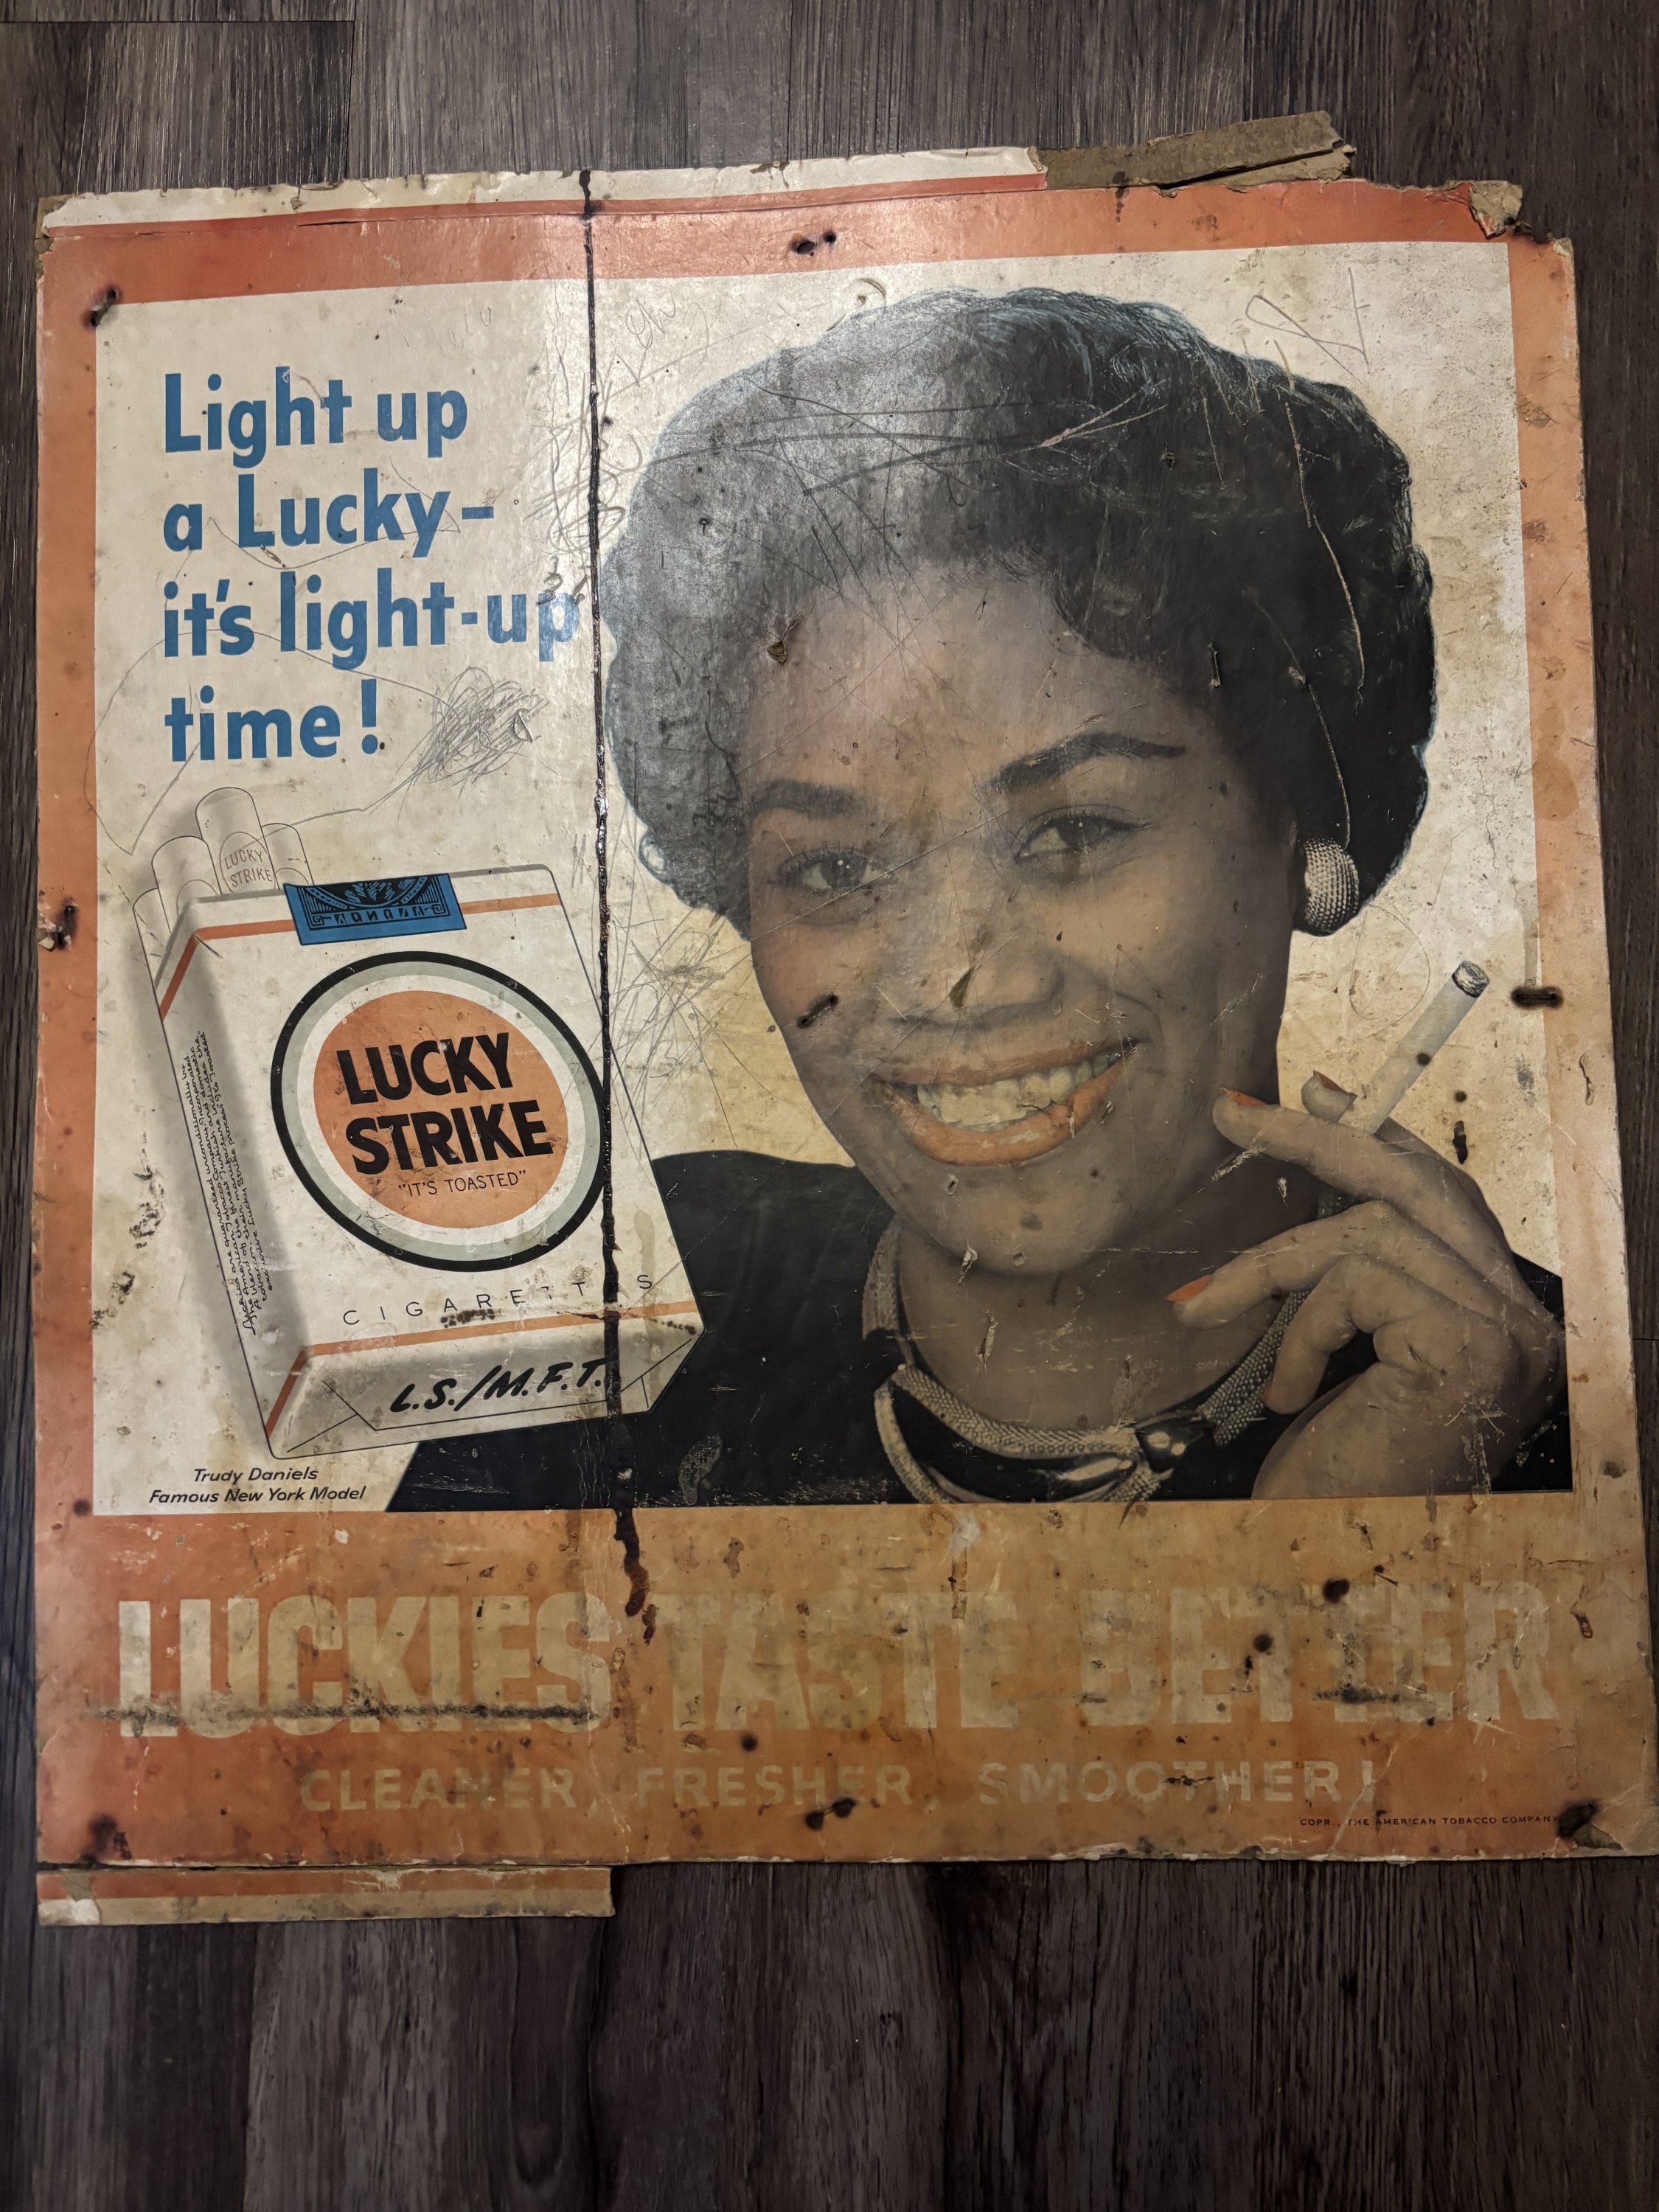 Light up
a Lucky–
it's light-up
time!
LUCKY
STRIKE
LUCKY
STRIKE
"IT'S TOASTED"
CIGARETTES
L.S./M.F.T.
Trudy Daniels
Famous New York Model
LUCKIES TASTE BETTER
CLEANER, FRESHER, SMOOTHER!
COPR., THE AMERICAN TOBACCO COMPANY